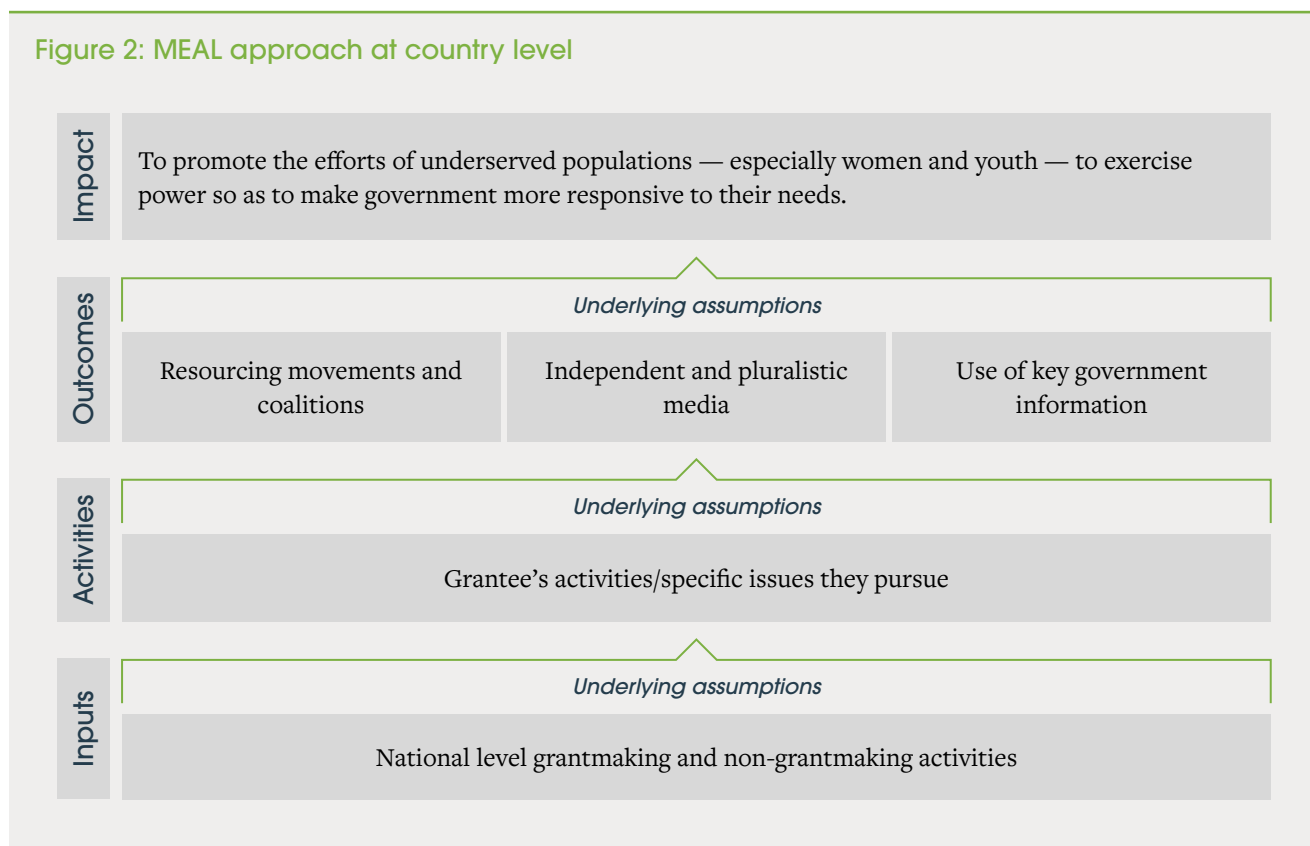 Figure 2: MEAL approach at country level
Impact
To promote the efforts of underserved populations — especially women and youth — to exercise
power so as to make government more responsive to their needs.
Outcomes
Underlying assumptions
Resourcing movements and
coalitions
Independent and pluralistic
media
Use of key government
information
Activities
Underlying assumptions
Grantee’s activities/specific issues they pursue
Inputs
Underlying assumptions
National level grantmaking and non-grantmaking activities